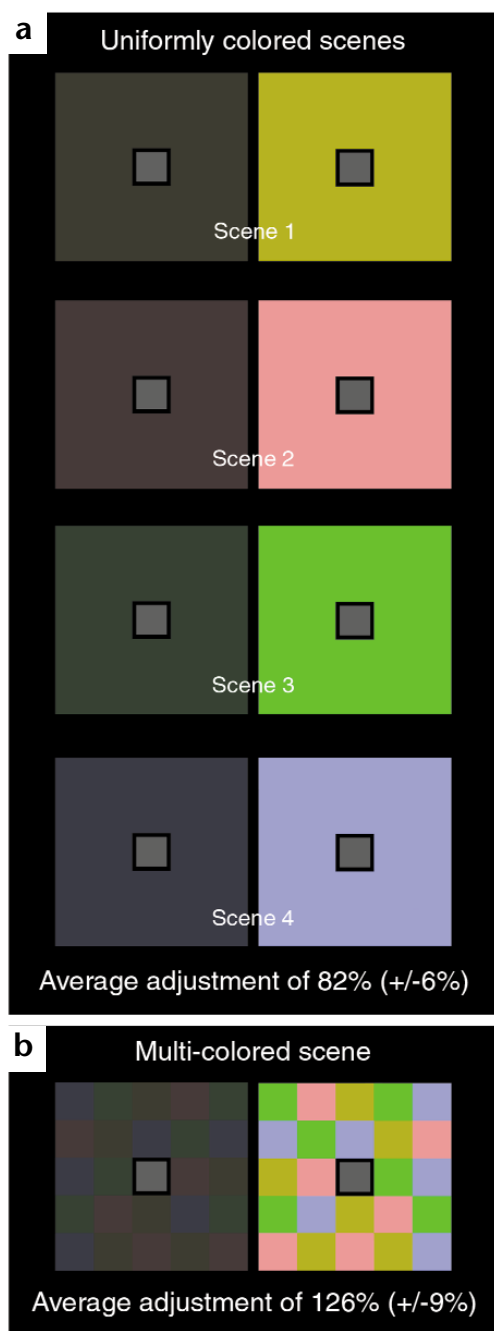 a
Uniformly colored scenes
Scene 1
Scene 2
Scene 3
Scene 4
Average adjustment of 82% (+/-6%)
b
Multi-colored scene
Average adjustment of 126% (+/-9%)